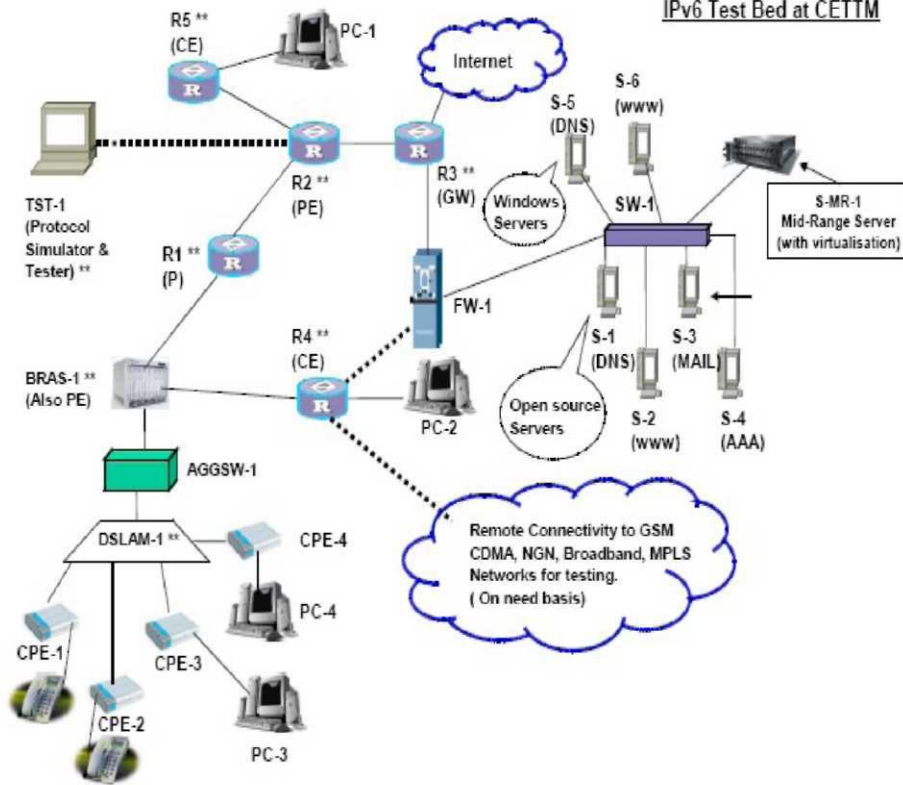 IPv6 Test Bed at CETTM
R5 **
(CE)
PC-1
Internet
S-6
(www)
S-5
(DNS)
R
R
R
R2 **
(PE)
R3 **
(GW)
Windows
Servers
SW-1
S-MR-1
Mid-Range Server
(with virtualisation)
TST-1
(Protocol
Simulator &
Tester) **
R1 **
(P)
R
FW-1
S-1
(DNS)
S-3
(MAIL)
R4 **
(CE)
R
BRAS-1 **
(Also PE)
PC-2
Open source
Servers
S-2
(www)
S-4
(AAA)
AGGSW-1
DSLAM-1 **
CPE-4
PC-4
Remote Connectivity to GSM
CDMA, NGN, Broadband, MPLS
Networks for testing.
( On need basis)
CPE-1
CPE-3
CPE-2
PC-3